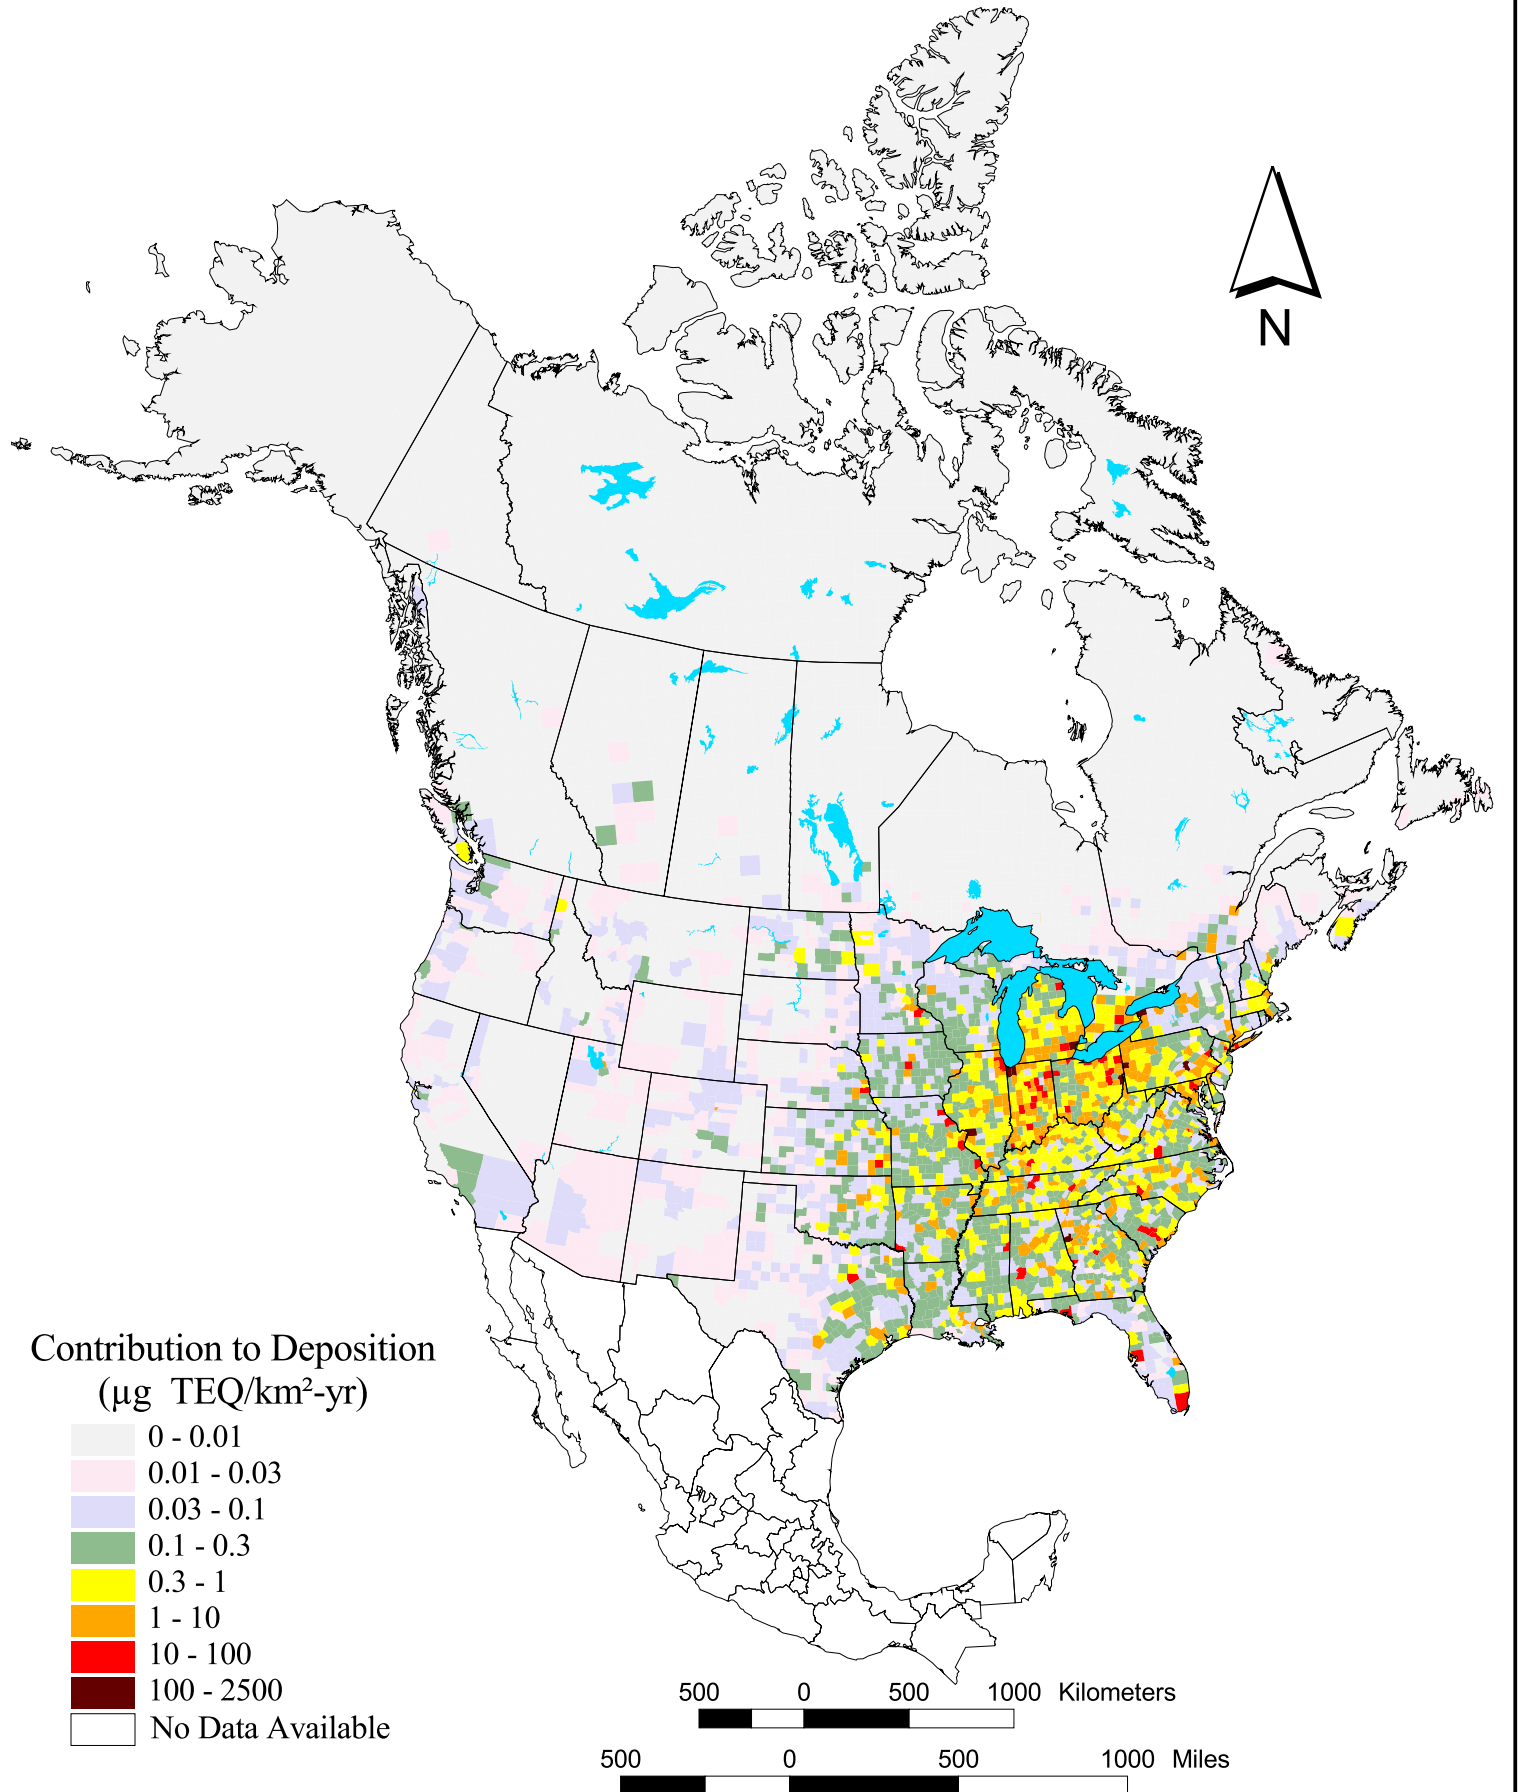 N
Contribution to Deposition
(µg TEQ/km²-yr)
0 - 0.01
0.01 - 0.03
0.03 - 0.1
0.1 - 0.3
0.3 - 1
1 - 10
10 - 100
100 - 2500
No Data Available
500 0 500 1000 Kilometers
500 0 500 1000 Miles